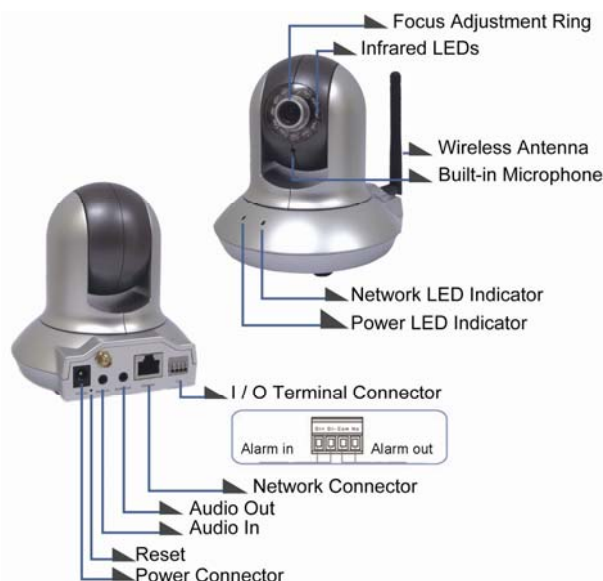 Focus Adjustment Ring
Infrared LEDs
Wireless Antenna
Built-in Microphone
Network LED Indicator
Power LED Indicator
I / O Terminal Connector
Alarm in
Alarm out
Network Connector
Audio Out
Audio In
Reset
Power Connector